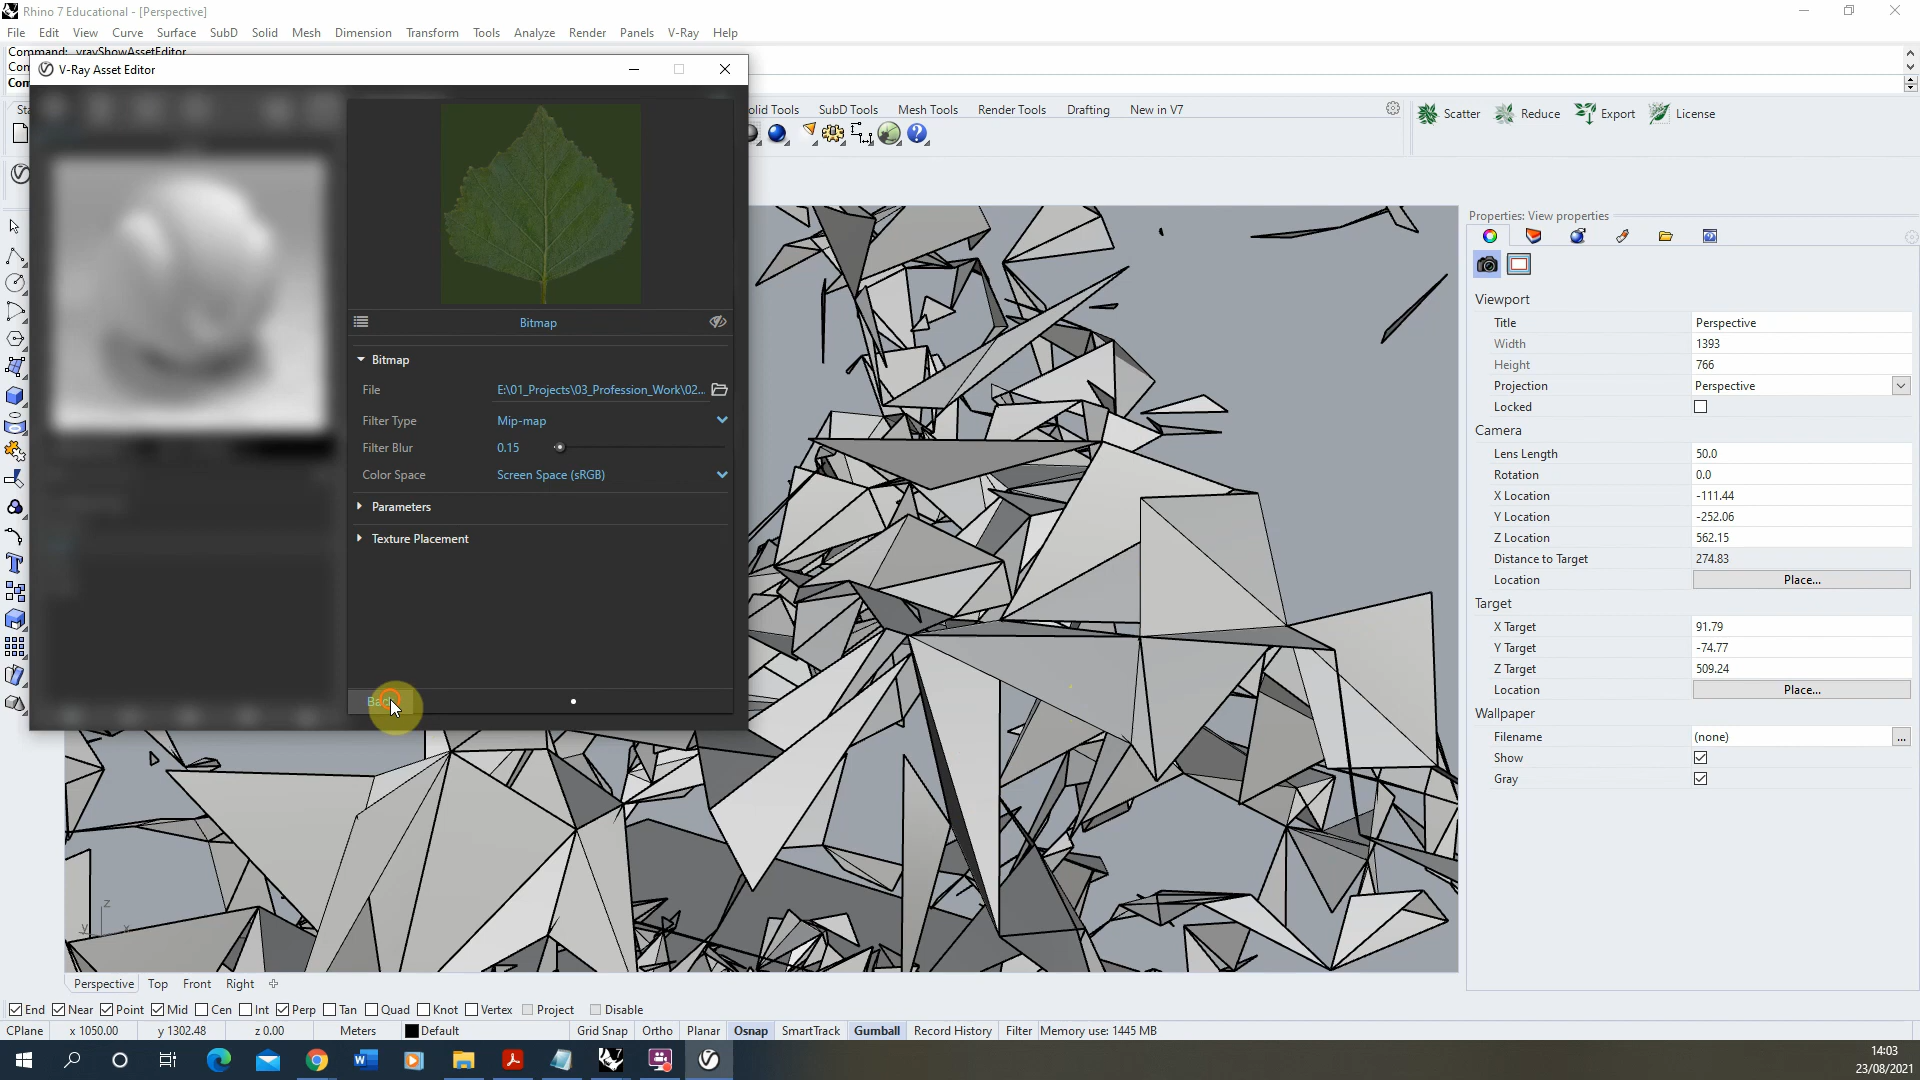 Rhino 7 Educational - [Perspective]
File Edit View Curve Surface SubD Solid Mesh Dimension Transform Tools Analyze Render Panels V-Ray Help
Command: _vrayShowAssetEditor
V-Ray Asset Editor
SubD Tools Mesh Tools Render Tools Drafting New in V7
Scatter Reduce Export License
Properties: View properties
Viewport
Title Perspective
Width 1393
Height 766
Projection Perspective
Locked
Camera
Lens Length 50.0
Rotation 0.0
X Location -111.44
Y Location -252.06
Z Location 562.15
Distance to Target 274.83
Location Place...
Target
X Target 91.79
Y Target -74.77
Z Target 509.24
Location Place...
Wallpaper
Filename (none) ...
Show
Gray
Bitmap
Bitmap
File E:\01_Projects\03_Profession_Work\02...
Filter Type Mip-map
Filter Blur 0.15
Color Space Screen Space (sRGB)
Parameters
Texture Placement
z
y x
Perspective Top Front Right
End Near Point Mid Cen Int Perp Tan Quad Knot Vertex Project Disable
CPlane x 1050.00 y 1302.48 z 0.00 Meters Default Grid Snap Ortho Planar Osnap SmartTrack Gumball Record History Filter Memory use: 1445 MB
14:03
23/08/2021